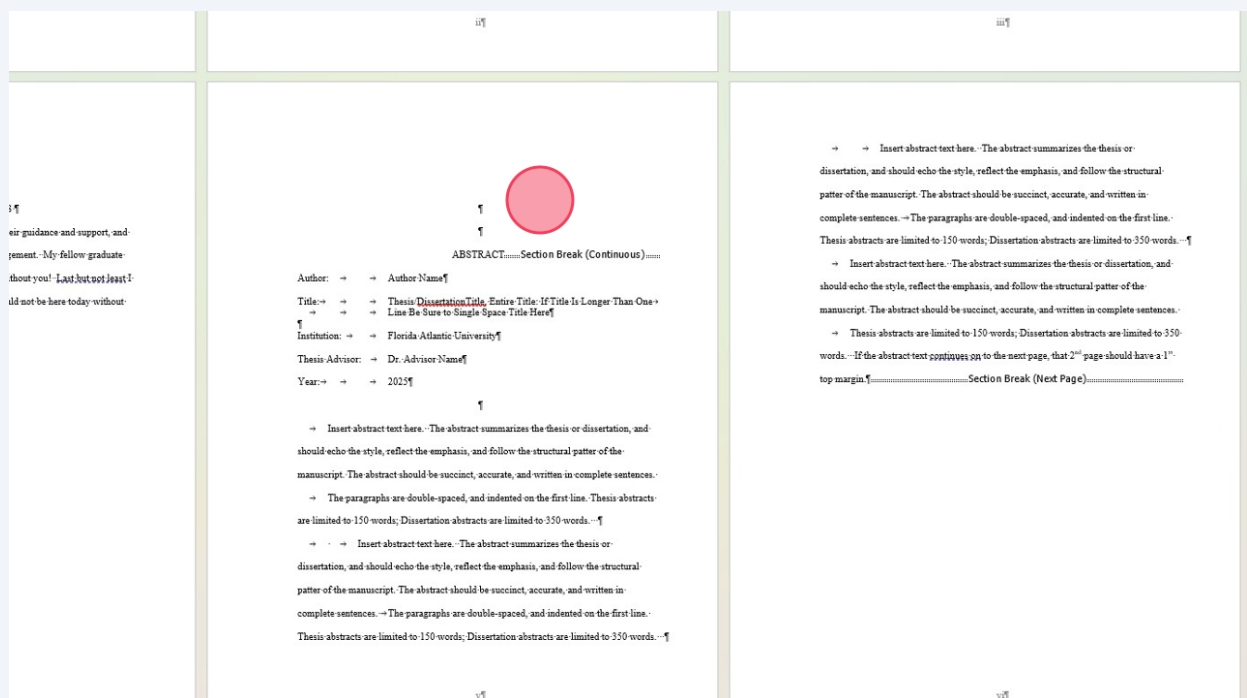 ii¶
iii¶
S¶
eir guidance and support, and
gement. My fellow graduate
thout you! Last but not least I
uld not be here today without
¶
¶
ABSTRACT Section Break (Continuous)
Author: → → Author Name¶
Title: → → → Thesis/DissertationTitle, Entire Title: If Title Is Longer Than One →
→ → → Line Be Sure to Single Space Title Here¶
¶
Institution: → → Florida Atlantic University¶
Thesis Advisor: → Dr. Advisor Name¶
Year: → → → 2025¶
¶
→ Insert abstract text here. The abstract summarizes the thesis or dissertation, and
should echo the style, reflect the emphasis, and follow the structural patter of the
manuscript. The abstract should be succinct, accurate, and written in complete sentences.
→ The paragraphs are double-spaced, and indented on the first line. Thesis abstracts
are limited to 150 words; Dissertation abstracts are limited to 350 words. ¶
→ → Insert abstract text here. The abstract summarizes the thesis or
dissertation, and should echo the style, reflect the emphasis, and follow the structural
patter of the manuscript. The abstract should be succinct, accurate, and written in
complete sentences. → The paragraphs are double-spaced, and indented on the first line.
Thesis abstracts are limited to 150 words; Dissertation abstracts are limited to 350 words. ¶
v¶
→ → Insert abstract text here. The abstract summarizes the thesis or
dissertation, and should echo the style, reflect the emphasis, and follow the structural
patter of the manuscript. The abstract should be succinct, accurate, and written in
complete sentences. → The paragraphs are double-spaced, and indented on the first line.
Thesis abstracts are limited to 150 words; Dissertation abstracts are limited to 350 words. ¶
→ Insert abstract text here. The abstract summarizes the thesis or dissertation, and
should echo the style, reflect the emphasis, and follow the structural patter of the
manuscript. The abstract should be succinct, accurate, and written in complete sentences.
→ Thesis abstracts are limited to 150 words; Dissertation abstracts are limited to 350
words. If the abstract text continues on to the next page, that 2nd page should have a 1”
top margin.¶ Section Break (Next Page)
vi¶